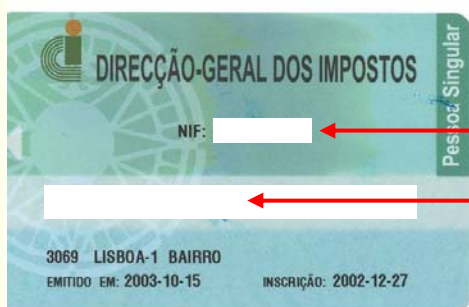 DIRECÇÃO-GERAL DOS IMPOSTOS
Pessoa Singular
NIF:
3069 LISBOA-1 BAIRRO
EMITIDO EM: 2003-10-15 INSCRIÇÃO: 2002-12-27